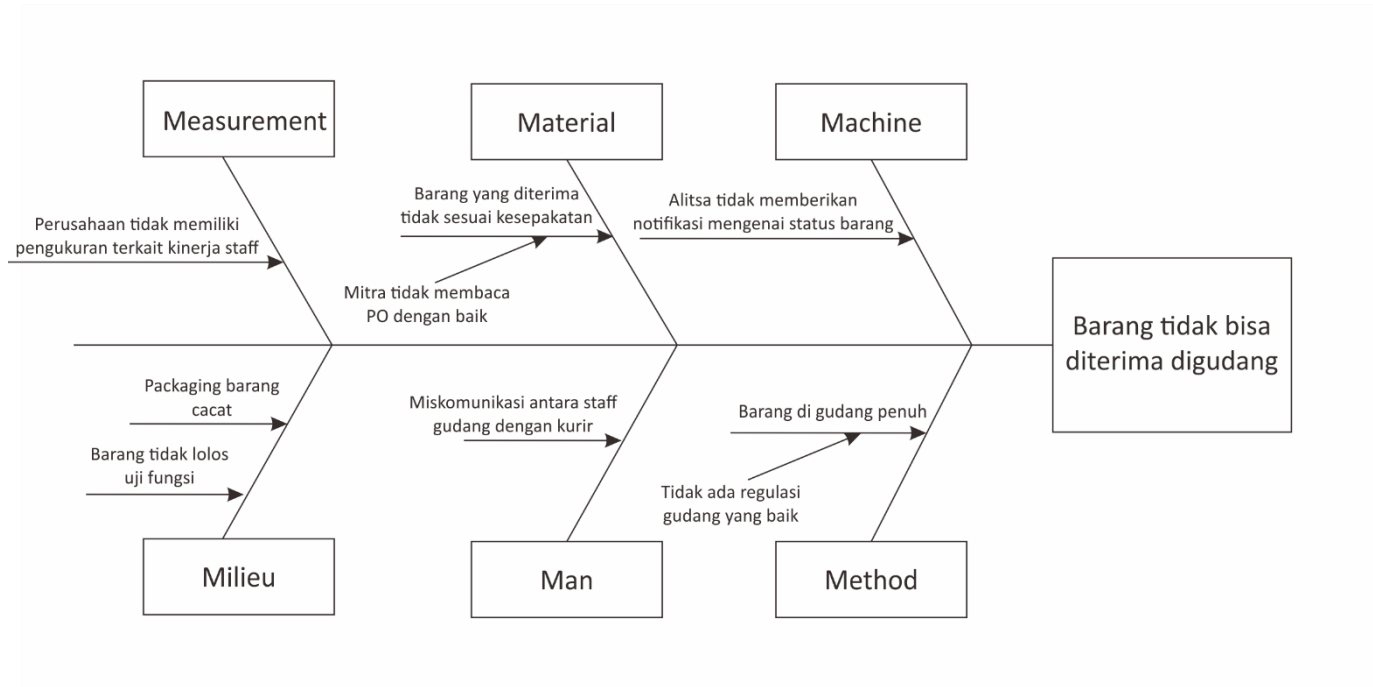 Measurement
Material
Machine
Perusahaan tidak memiliki
pengukuran terkait kinerja staff
Barang yang diterima
tidak sesuai kesepakatan
Mitra tidak membaca
PO dengan baik
Alitsa tidak memberikan
notifikasi mengenai status barang
Barang tidak bisa
diterima digudang
Packaging barang
cacat
Barang tidak lolos
uji fungsi
Miskomunikasi antara staff
gudang dengan kurir
Barang di gudang penuh
Tidak ada regulasi
gudang yang baik
Milieu
Man
Method